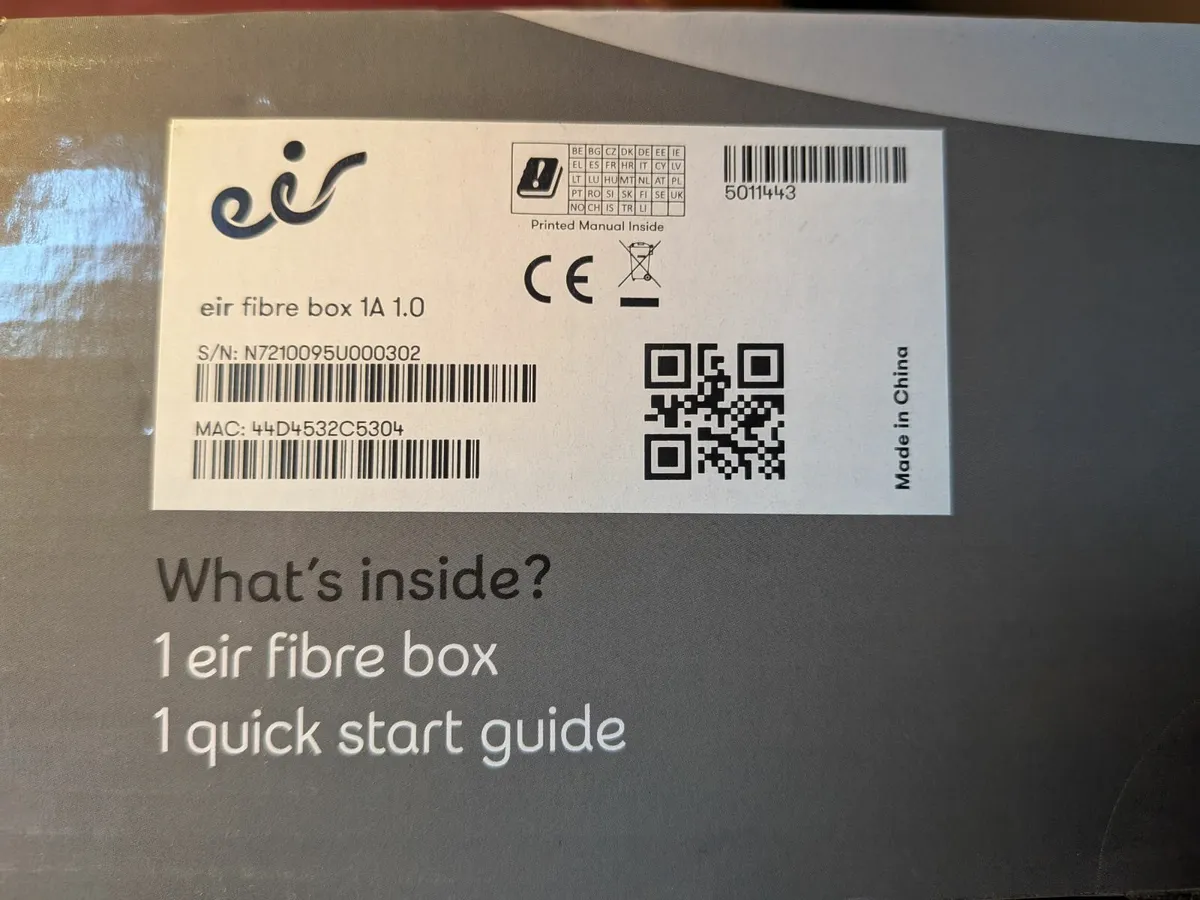 eir
BE BG CZ DK DE EE IE
EL ES FR HR IT CY LV
LT LU HU MT NL AT PL
PT RO SI SK FI SE UK
NO CH IS TR LI
Printed Manual Inside
5011443
CE
eir fibre box 1A 1.0
S/N: N7210095U000302
MAC: 44D4532C5304
Made in China
What's inside?
1 eir fibre box
1 quick start guide